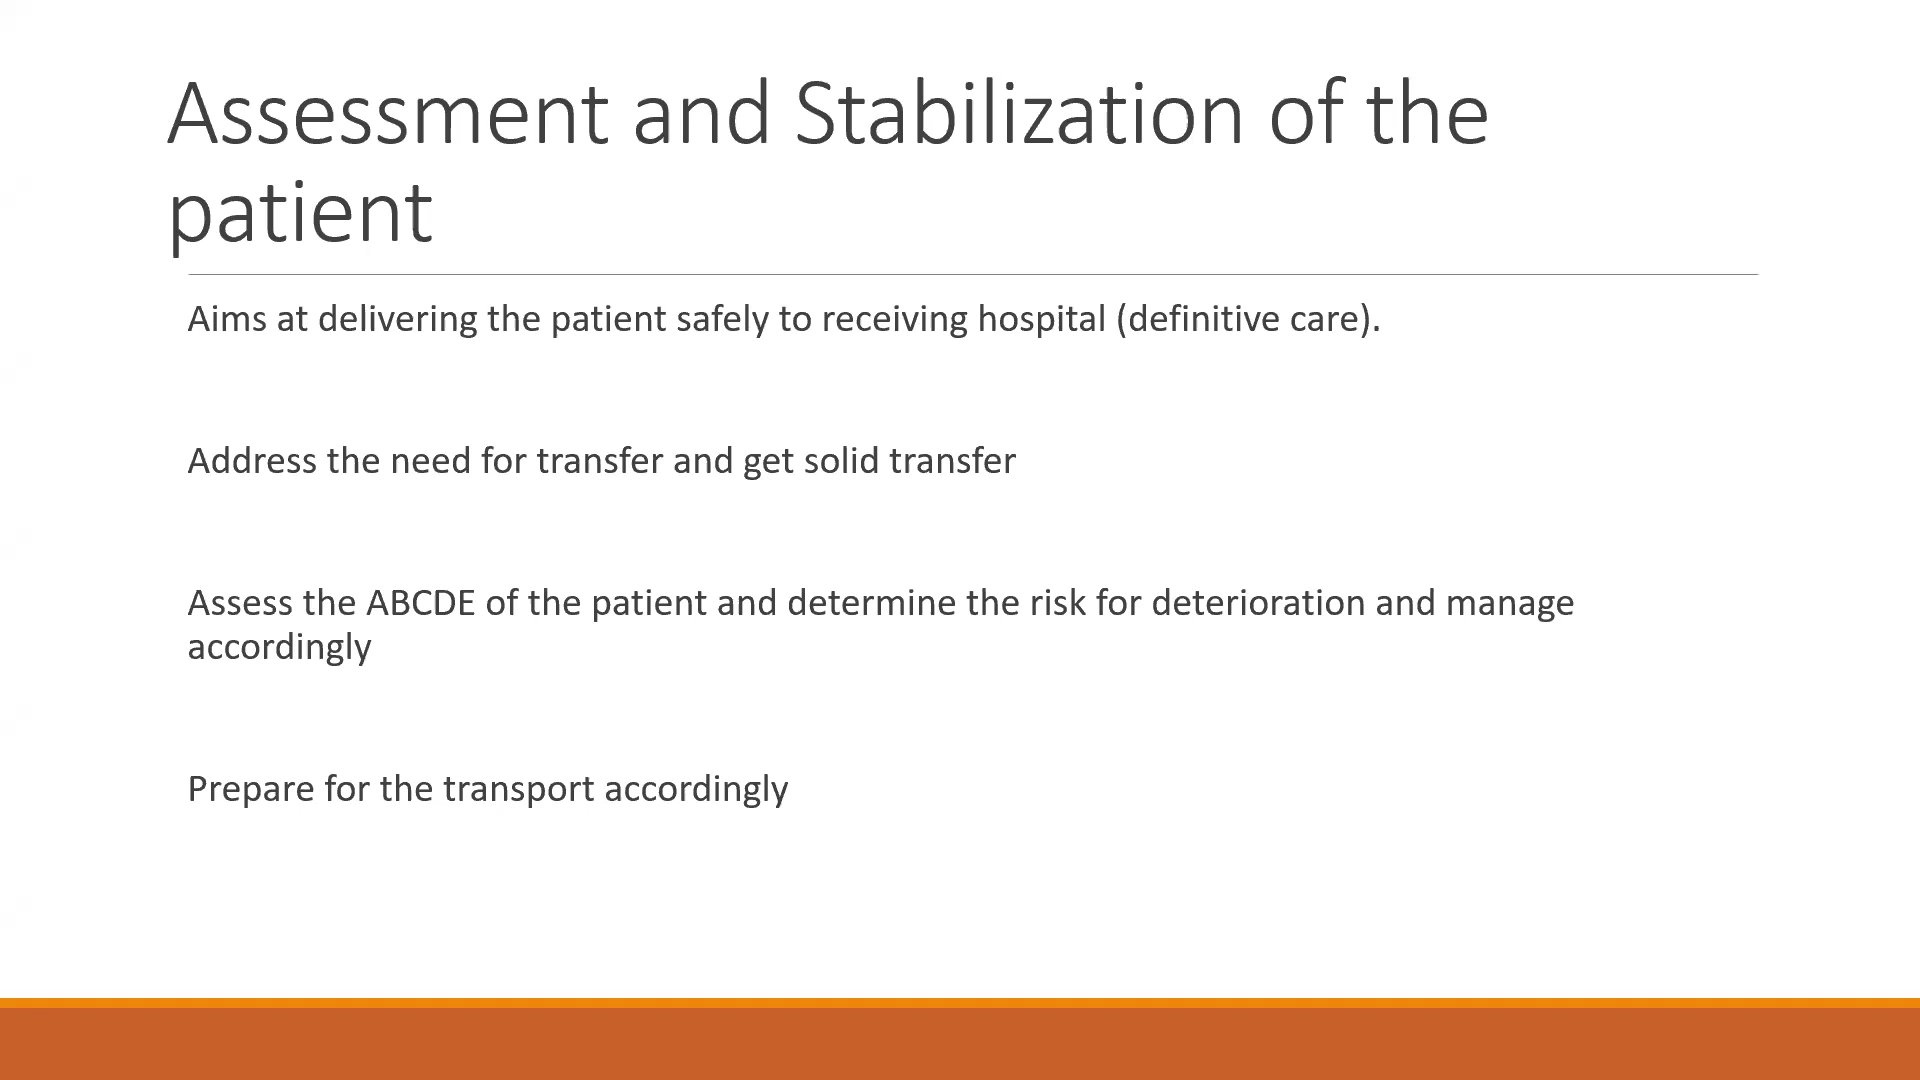 Assessment and Stabilization of the
patient
Aims at delivering the patient safely to receiving hospital (definitive care).
Address the need for transfer and get solid transfer
Assess the ABCDE of the patient and determine the risk for deterioration and manage
accordingly
Prepare for the transport accordingly